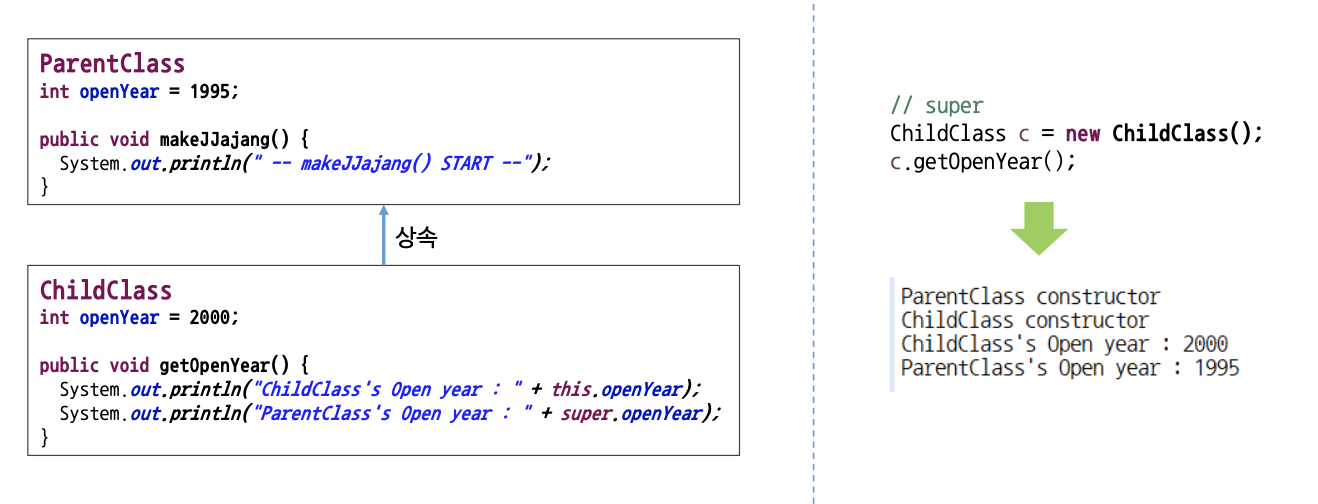 ParentClass
int openYear = 1995;
public void makeJJajang() {
System.out.println(" -- makeJJajang() START --");
}
상속
ChildClass
int openYear = 2000;
public void getOpenYear() {
System.out.println("ChildClass's Open year : " + this.openYear);
System.out.println("ParentClass's Open year : " + super.openYear);
}
// super
ChildClass c = new ChildClass();
c.getOpenYear();
ParentClass constructor
ChildClass constructor
ChildClass's Open year : 2000
ParentClass's Open year : 1995